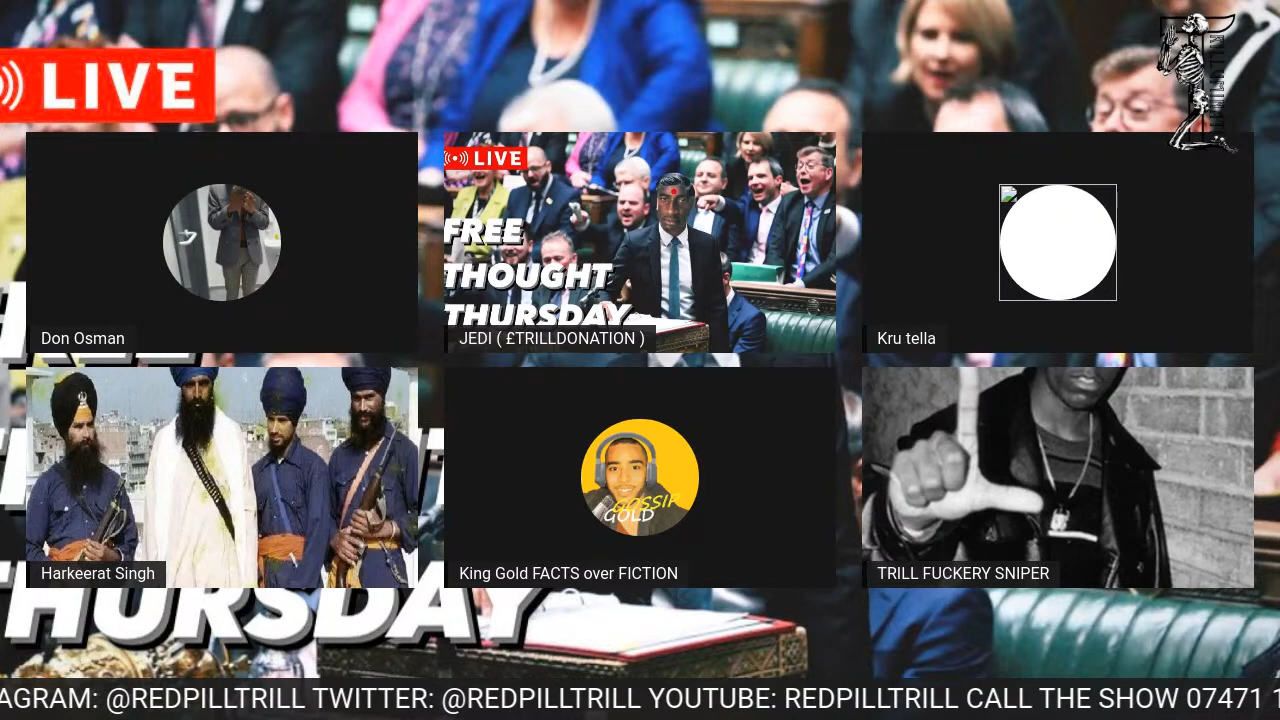 LIVE
Don Osman
LIVE
FREE
THOUGHT
THURSDAY
JEDI ( £TRILLDONATION )
Kru tella
Harkeerat Singh
GOSSIP
GOLD
King Gold FACTS over FICTION
TRILL FUCKERY SNIPER
THURSDAY
AGRAM: @REDPILLTRILL TWITTER: @REDPILLTRILL YOUTUBE: REDPILLTRILL CALL THE SHOW 07471 1